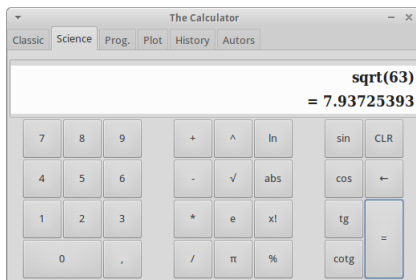 The Calculator
Classic Science Prog. Plot History Autors
sqrt(63)
= 7.93725393
7 8 9 + ^ ln sin CLR
4 5 6 - √ abs cos ←
1 2 3 * e x! tg =
0 , / π % cotg